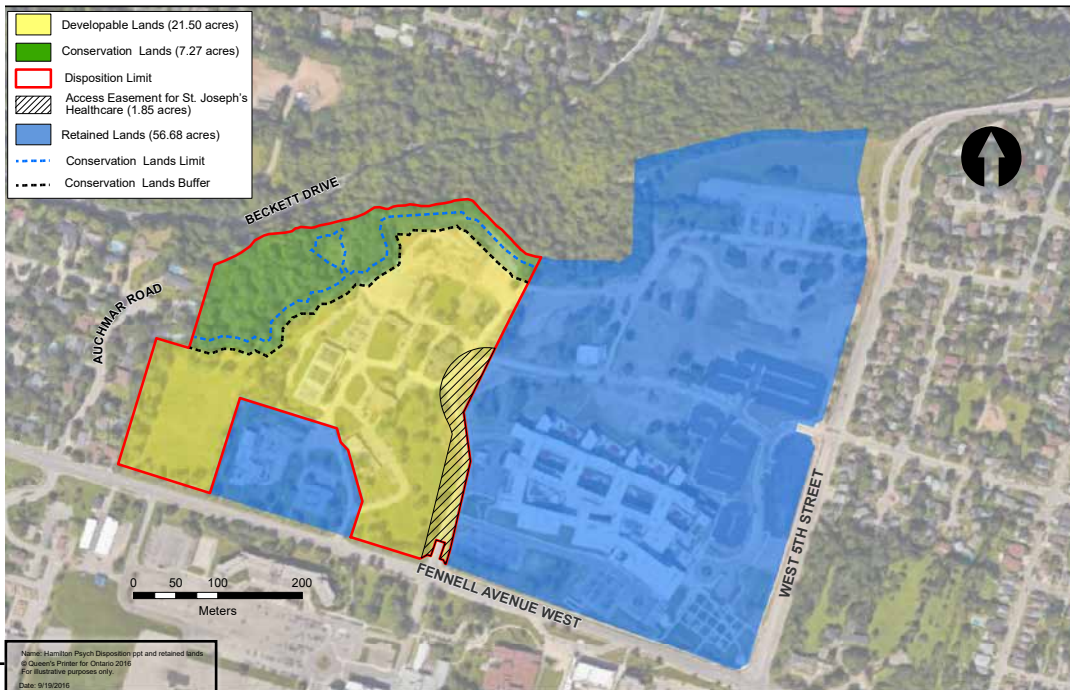 Developable Lands (21.50 acres)
Conservation Lands (7.27 acres)
Disposition Limit
Access Easement for St. Joseph's
Healthcare (1.85 acres)
Retained Lands (56.68 acres)
Conservation Lands Limit
Conservation Lands Buffer
BECKETT DRIVE
AUCHMAR ROAD
WEST 5TH STREET
FENNELL AVENUE WEST
0 50 100 200
Meters
Name: Hamilton Psych Disposition ppt and retained lands
© Queen's Printer for Ontario 2016
For illustrative purposes only.
Date: 9/19/2016